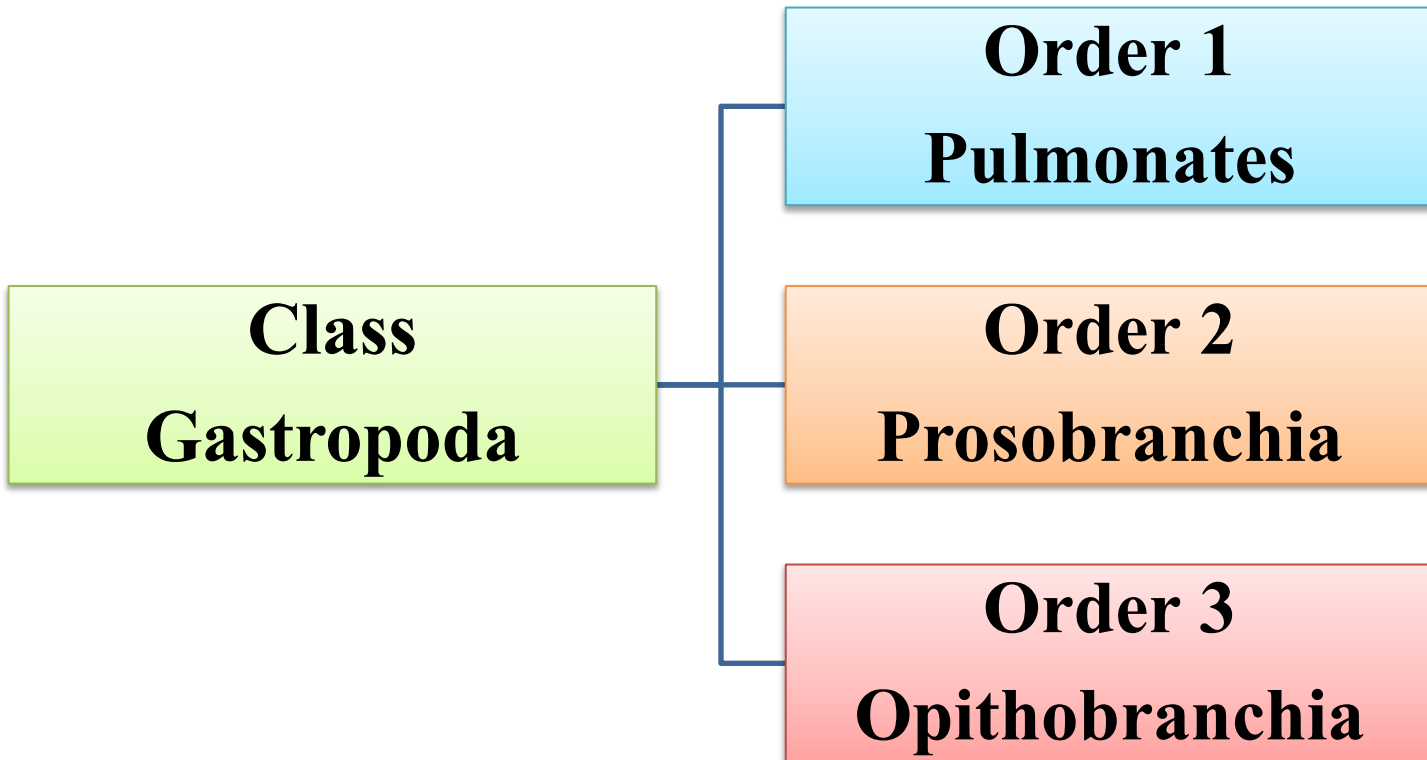 Class
Gastropoda
Order 1
Pulmonates
Order 2
Prosobranchia
Order 3
Opithobranchia